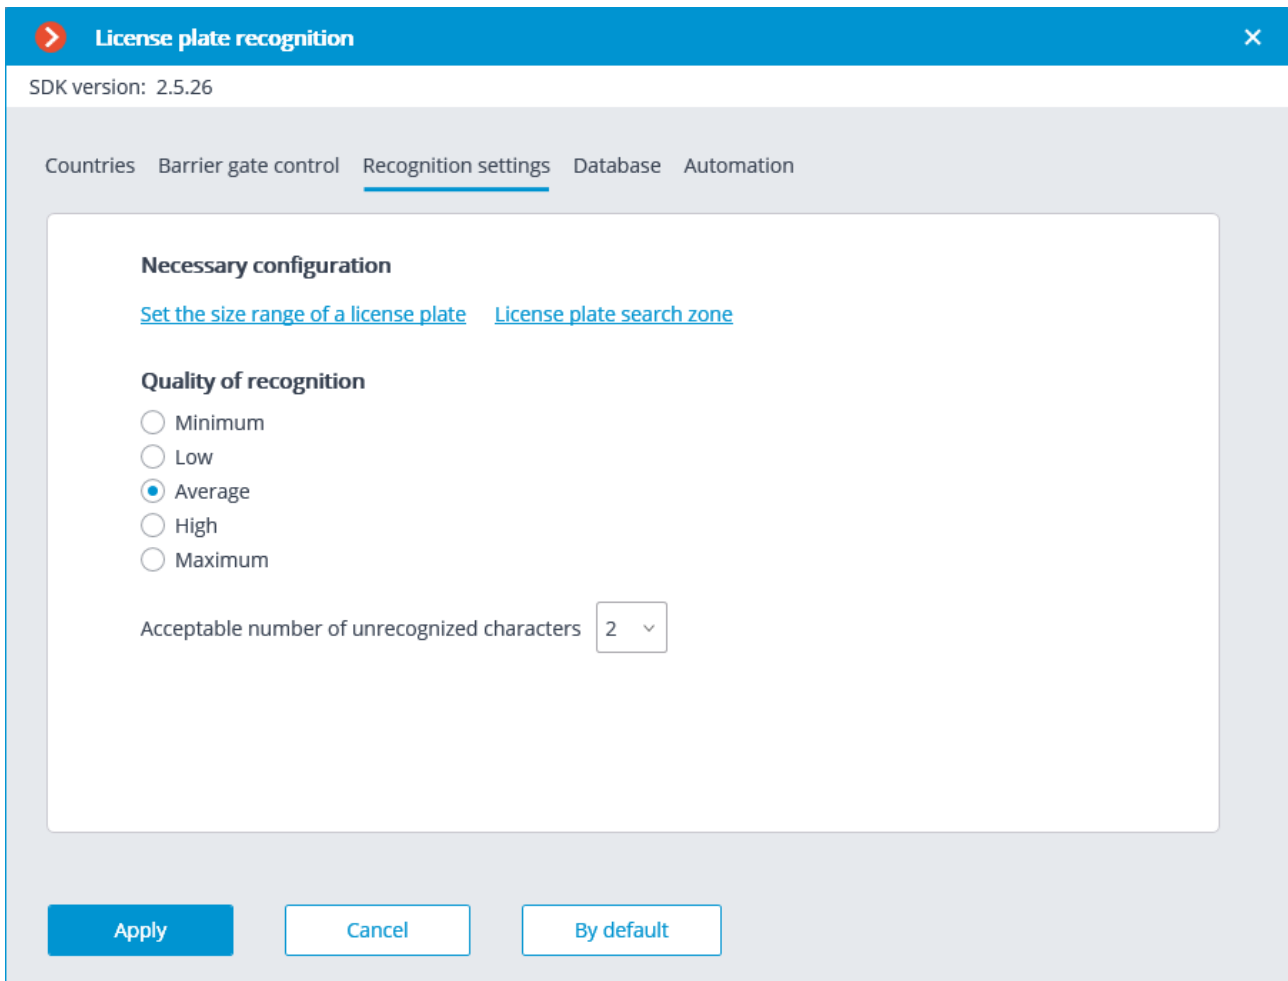 License plate recognition
SDK version: 2.5.26
Countries Barrier gate control Recognition settings Database Automation
Necessary configuration
Set the size range of a license plate License plate search zone
Quality of recognition
Minimum
Low
Average
High
Maximum
Acceptable number of unrecognized characters 2
Apply Cancel By default